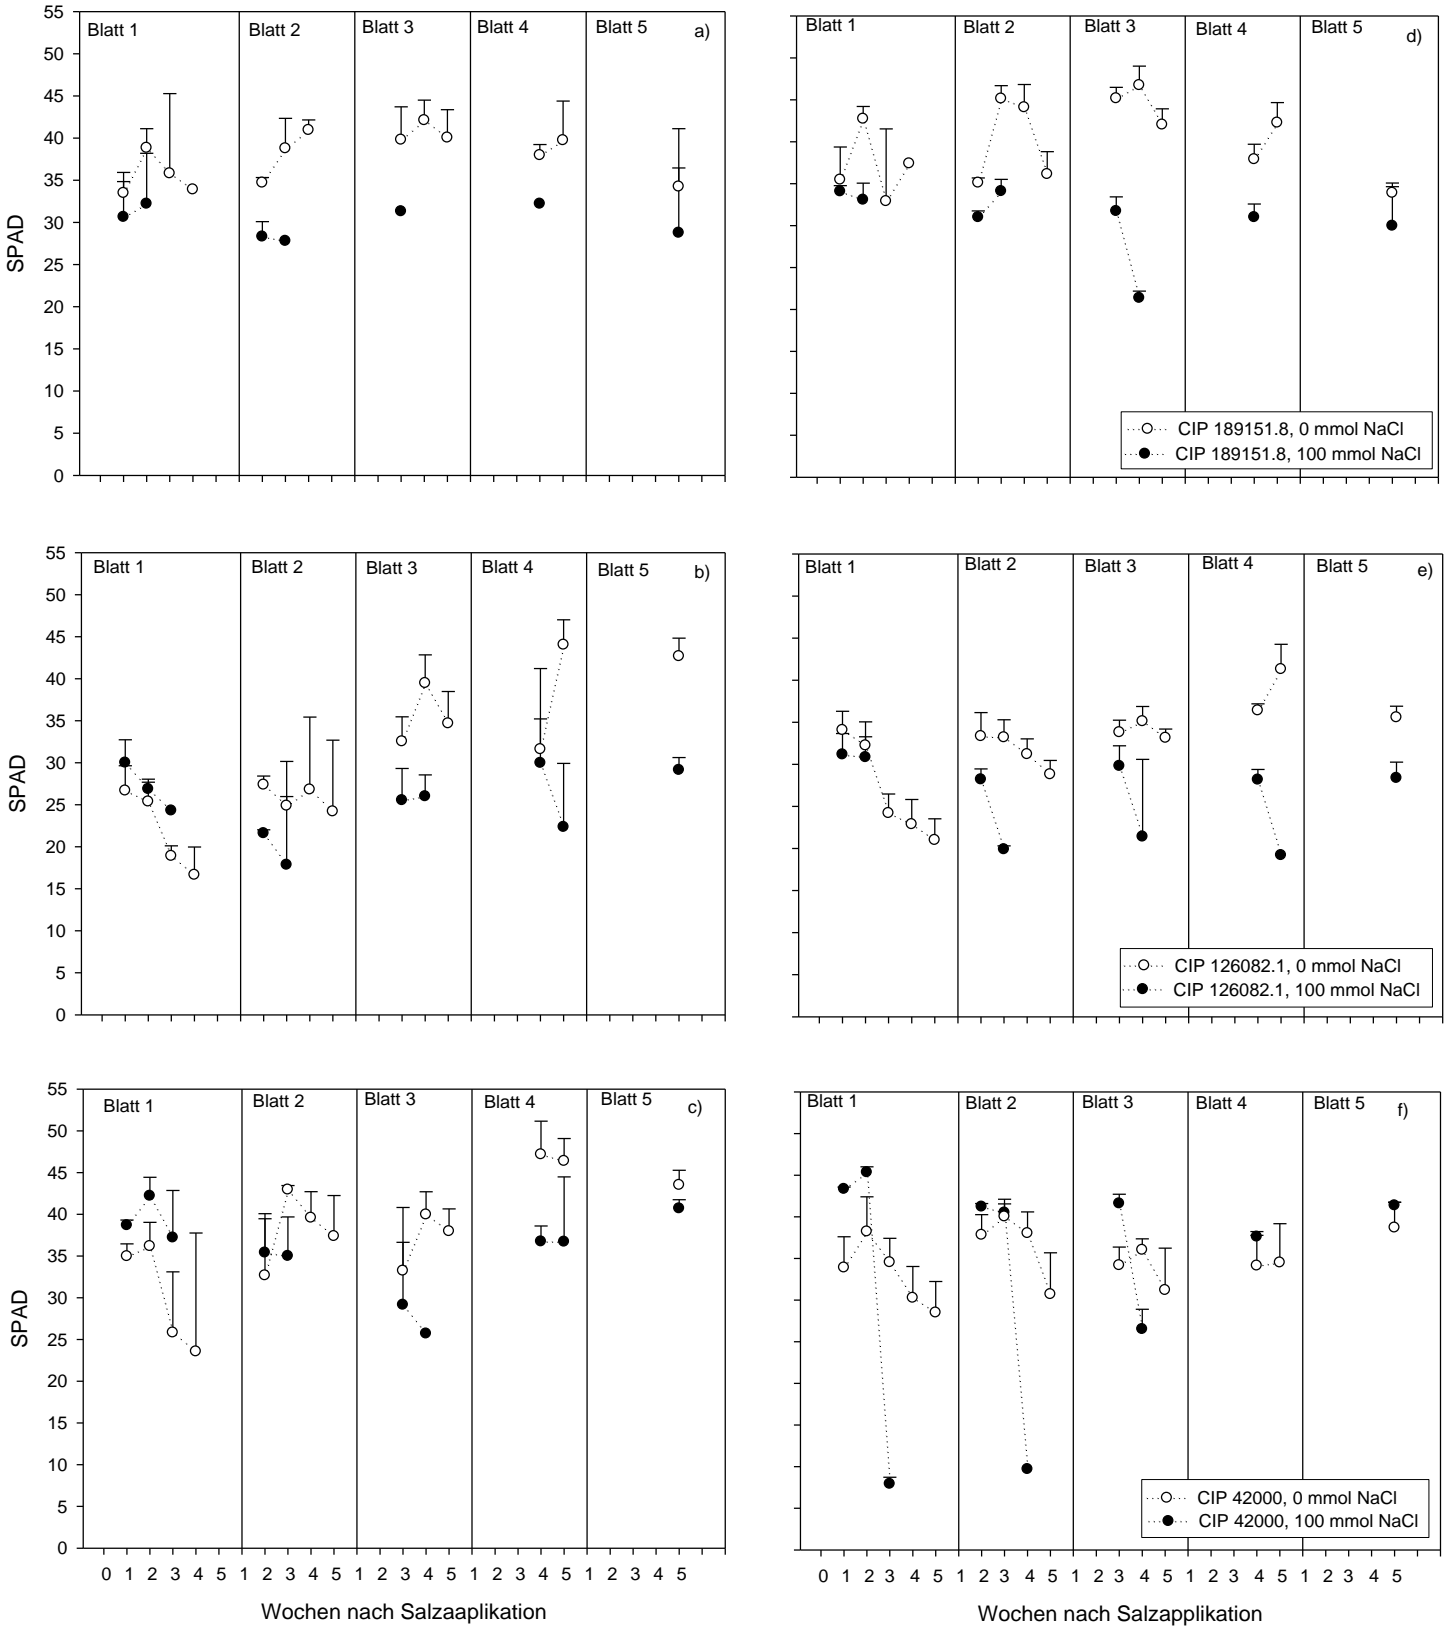 Blatt 1 Blatt 2 Blatt 3 Blatt 4 Blatt 5 a)
55
50
45
40
35
30
25
20
15
10
5
0
SPAD
Blatt 1 Blatt 2 Blatt 3 Blatt 4 Blatt 5 d)
CIP 189151.8, 0 mmol NaCl
CIP 189151.8, 100 mmol NaCl
Blatt 1 Blatt 2 Blatt 3 Blatt 4 Blatt 5 b)
55
50
45
40
35
30
25
20
15
10
5
0
SPAD
Blatt 1 Blatt 2 Blatt 3 Blatt 4 Blatt 5 e)
CIP 126082.1, 0 mmol NaCl
CIP 126082.1, 100 mmol NaCl
Blatt 1 Blatt 2 Blatt 3 Blatt 4 Blatt 5 c)
55
50
45
40
35
30
25
20
15
10
5
0
SPAD
0 1 2 3 4 5 1 2 3 4 5 1 2 3 4 5 1 2 3 4 5 1 2 3 4 5
Wochen nach Salzaaplikation
Blatt 1 Blatt 2 Blatt 3 Blatt 4 Blatt 5 f)
CIP 42000, 0 mmol NaCl
CIP 42000, 100 mmol NaCl
0 1 2 3 4 5 1 2 3 4 5 1 2 3 4 5 1 2 3 4 5 1 2 3 4 5
Wochen nach Salzapplikation